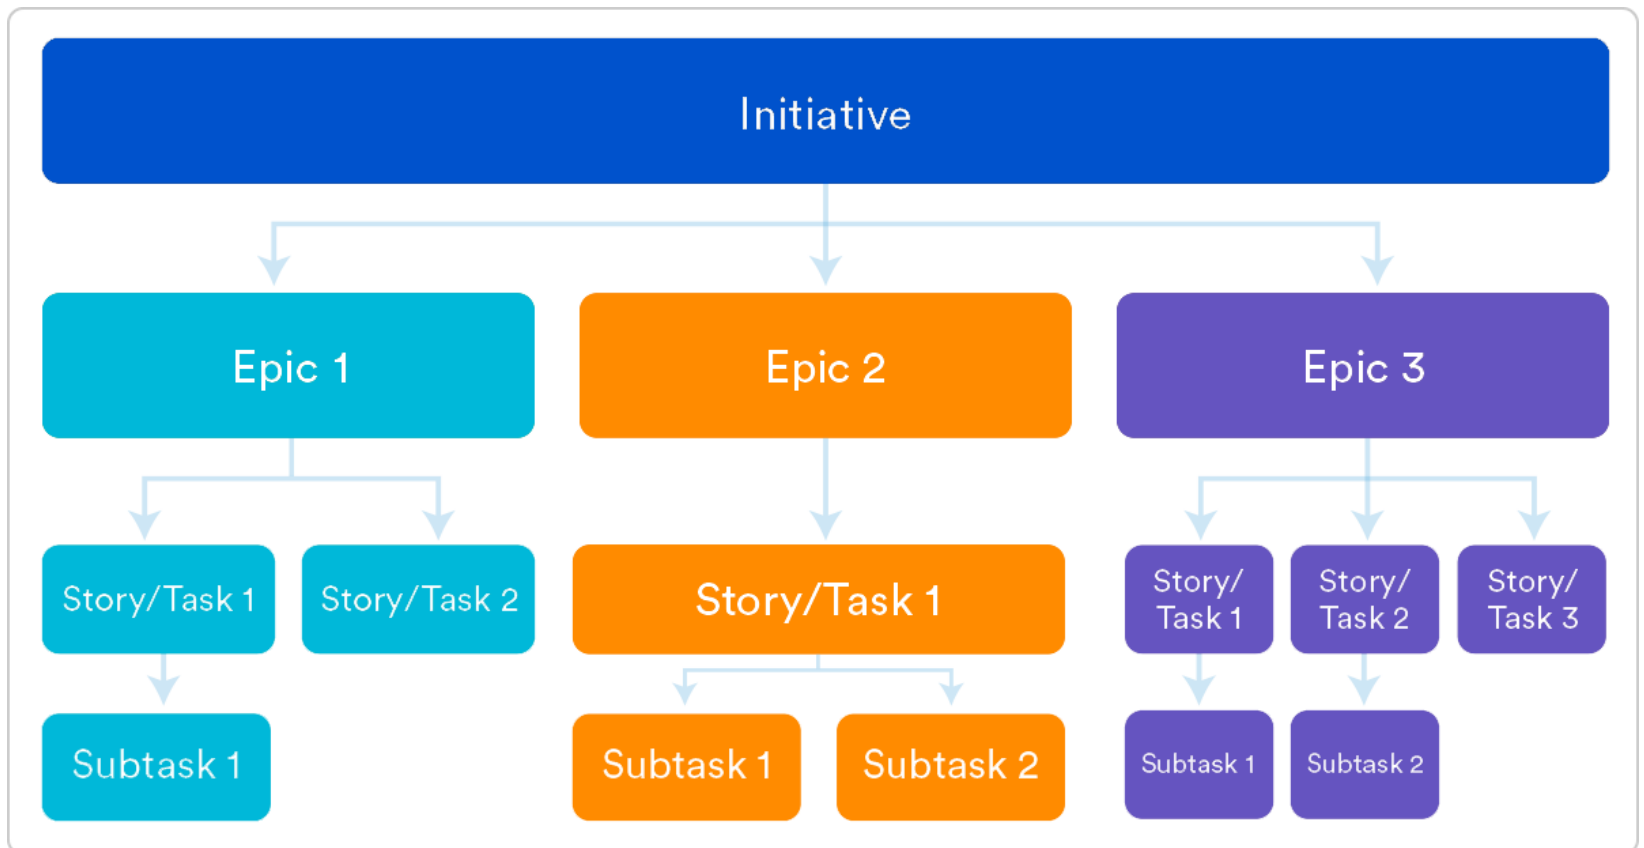 Initiative
Epic 1
Epic 2
Epic 3
Story/Task 1
Story/Task 2
Story/Task 1
Story/
Task 1
Story/
Task 2
Story/
Task 3
Subtask 1
Subtask 1
Subtask 2
Subtask 1
Subtask 2